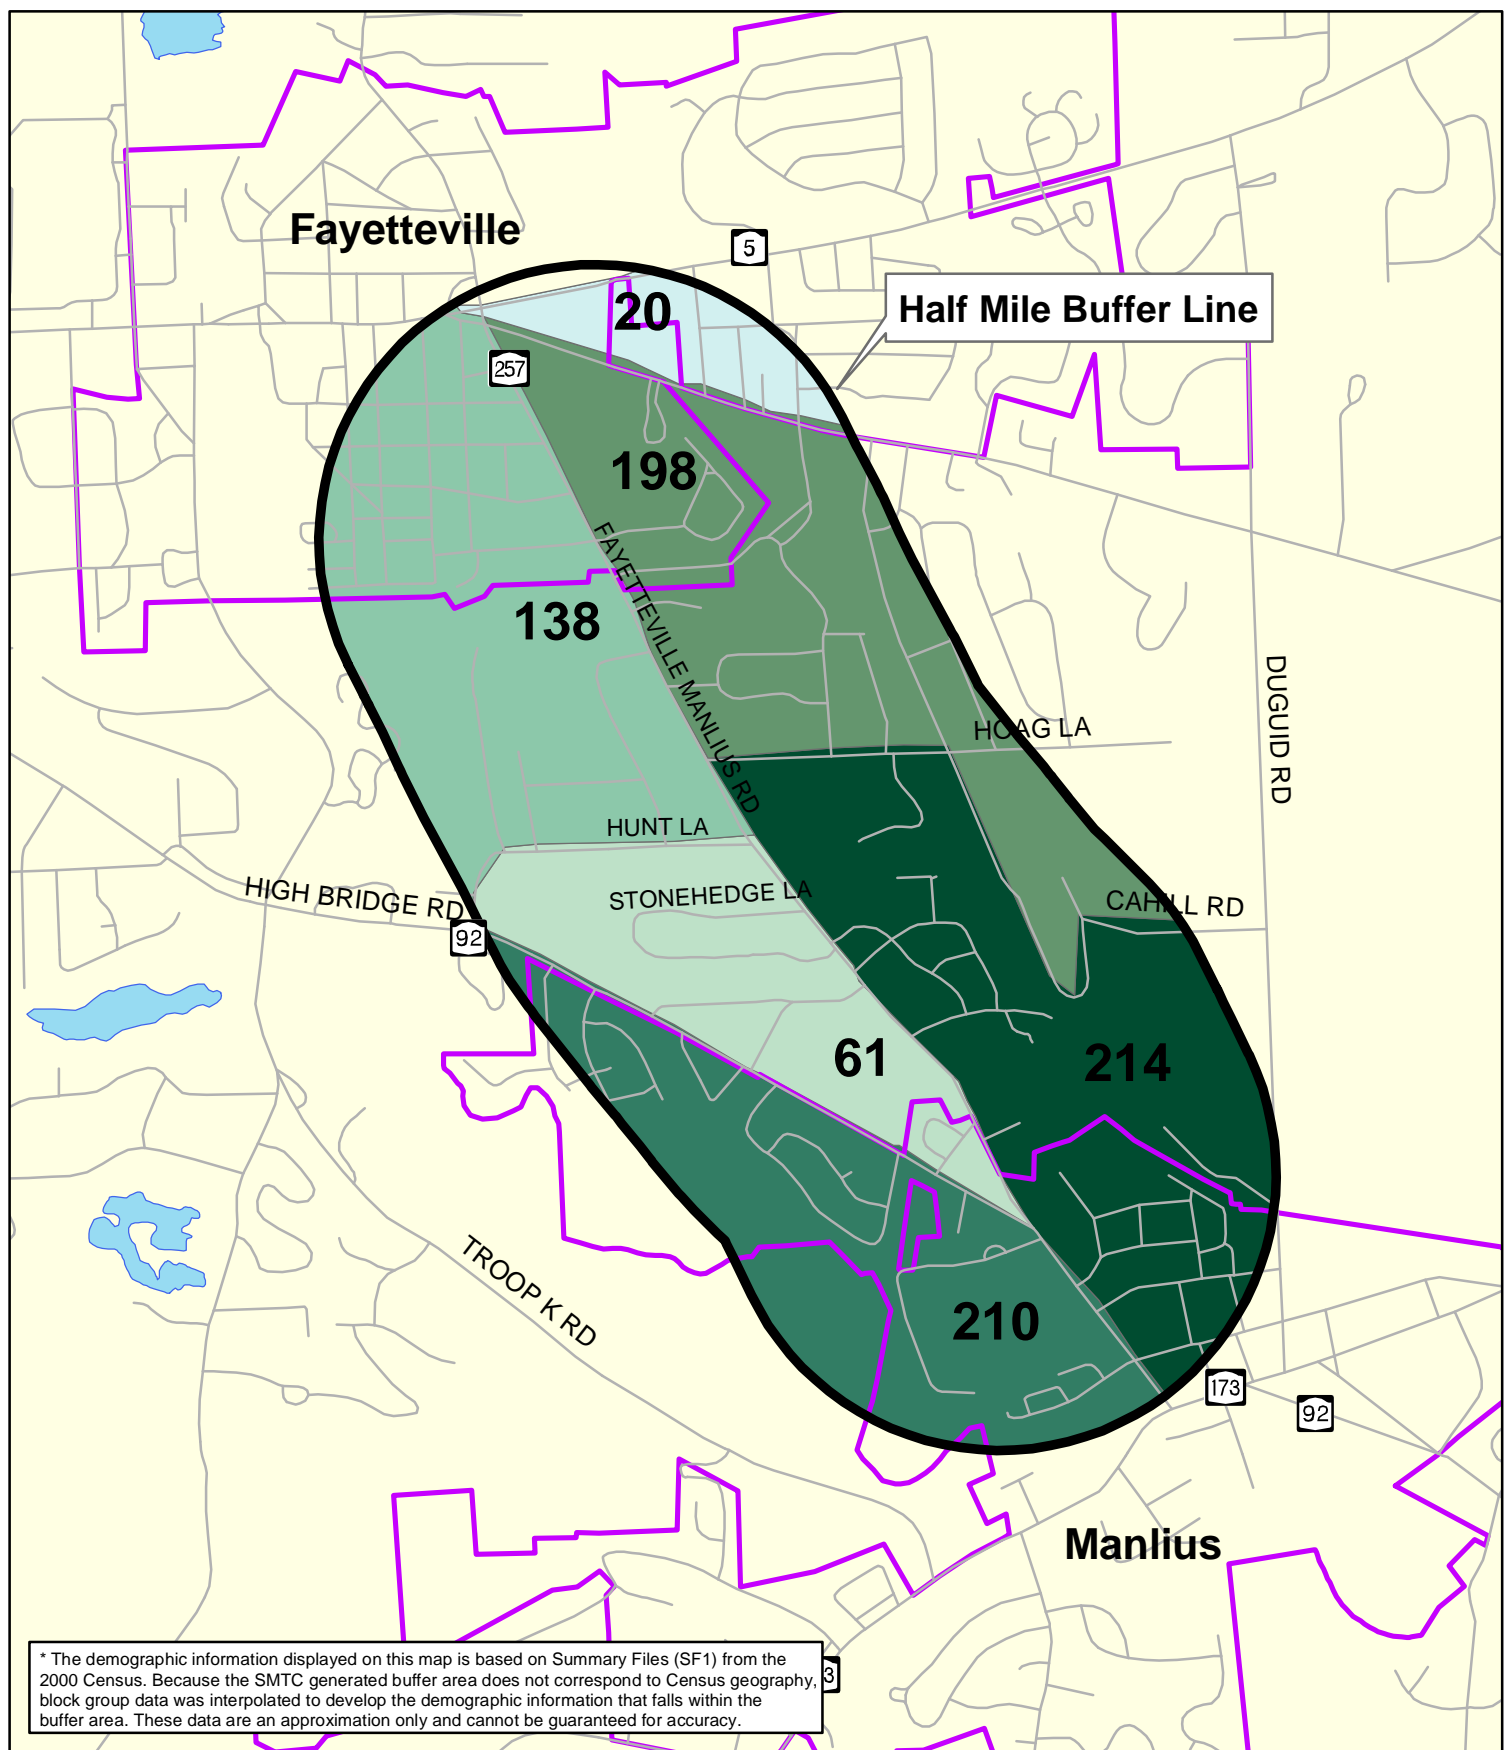 Fayetteville
5
20
Half Mile Buffer Line
257
198
FAYETTEVILLE MANLIUS RD
138
DUGUID RD
HOAG LA
HUNT LA
STONEHEDGE LA
HIGH BRIDGE RD
CAHILL RD
92
61
214
TROOP K RD
210
173
92
Manlius
* The demographic information displayed on this map is based on Summary Files (SF1) from the
2000 Census. Because the SMTC generated buffer area does not correspond to Census geography,
block group data was interpolated to develop the demographic information that falls within the
buffer area. These data are an approximation only and cannot be guaranteed for accuracy.
3